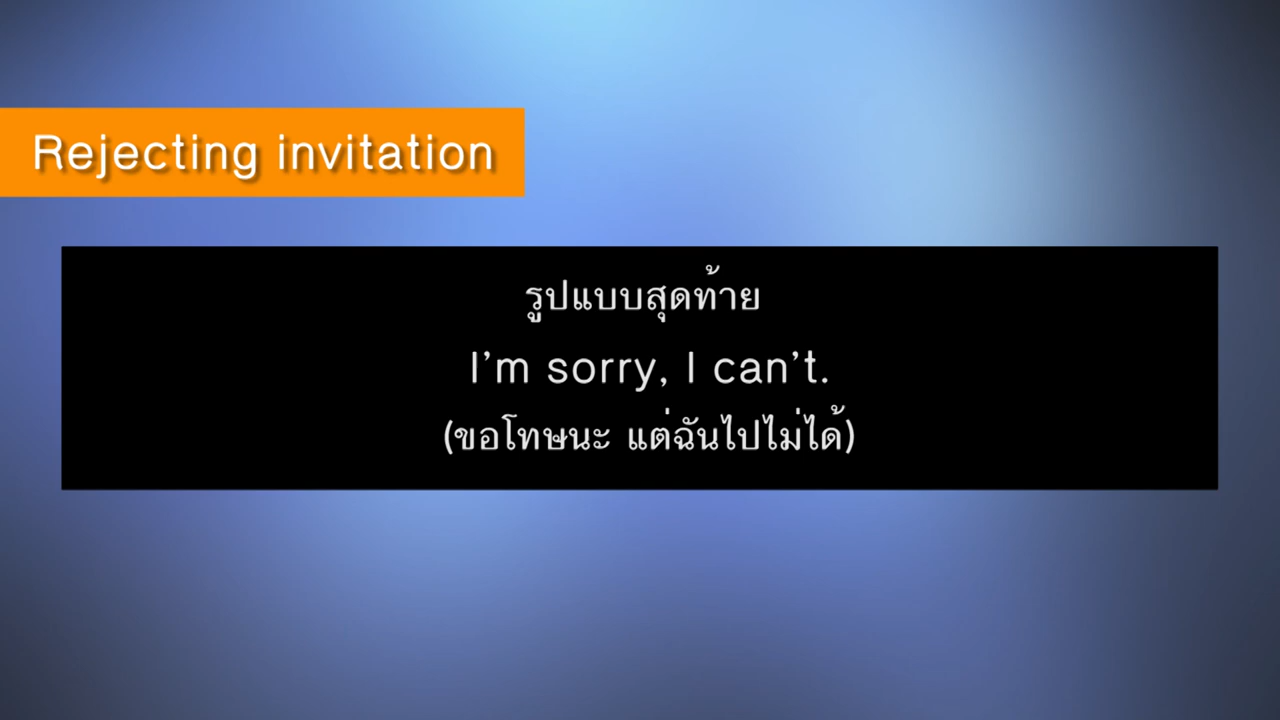 Rejecting invitation
รูปแบบสุดท้าย
I’m sorry, I can’t.
(ขอโทษนะ แต่ฉันไปไม่ได้)